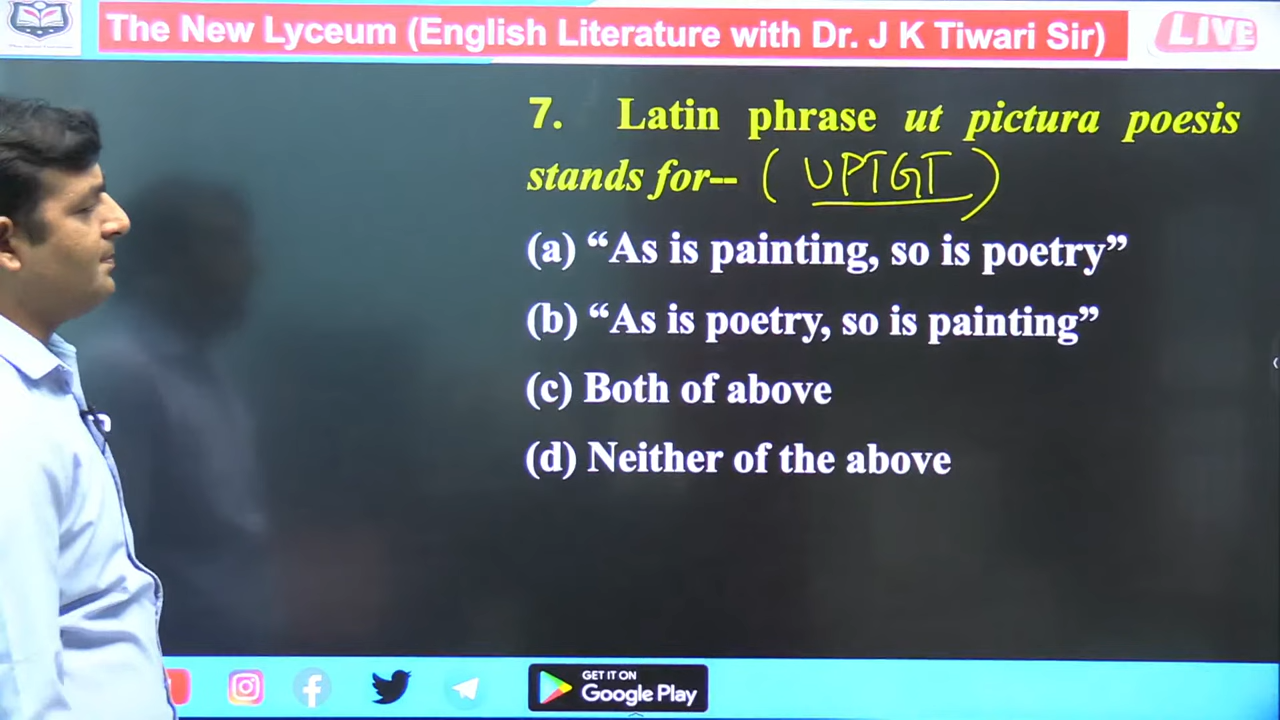 The New Lyceum (English Literature with Dr. J K Tiwari Sir)
LIVE
7. Latin phrase ut pictura poesis
stands for-- ( UPTGT )
(a) “As is painting, so is poetry”
(b) “As is poetry, so is painting”
(c) Both of above
(d) Neither of the above
GET IT ON
Google Play